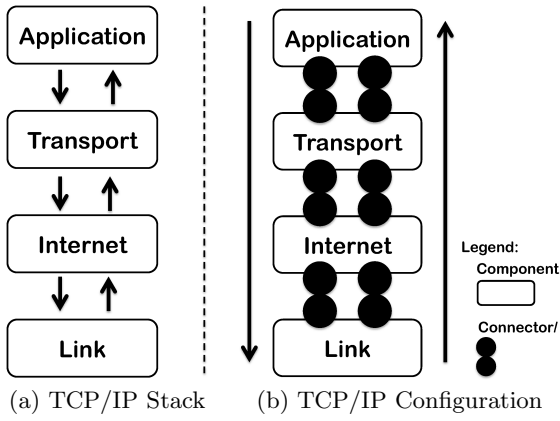 Application
Transport
Internet
Link
(a) TCP/IP Stack
Application
Transport
Internet
Link
(b) TCP/IP Configuration
Legend:
Component
Connector/